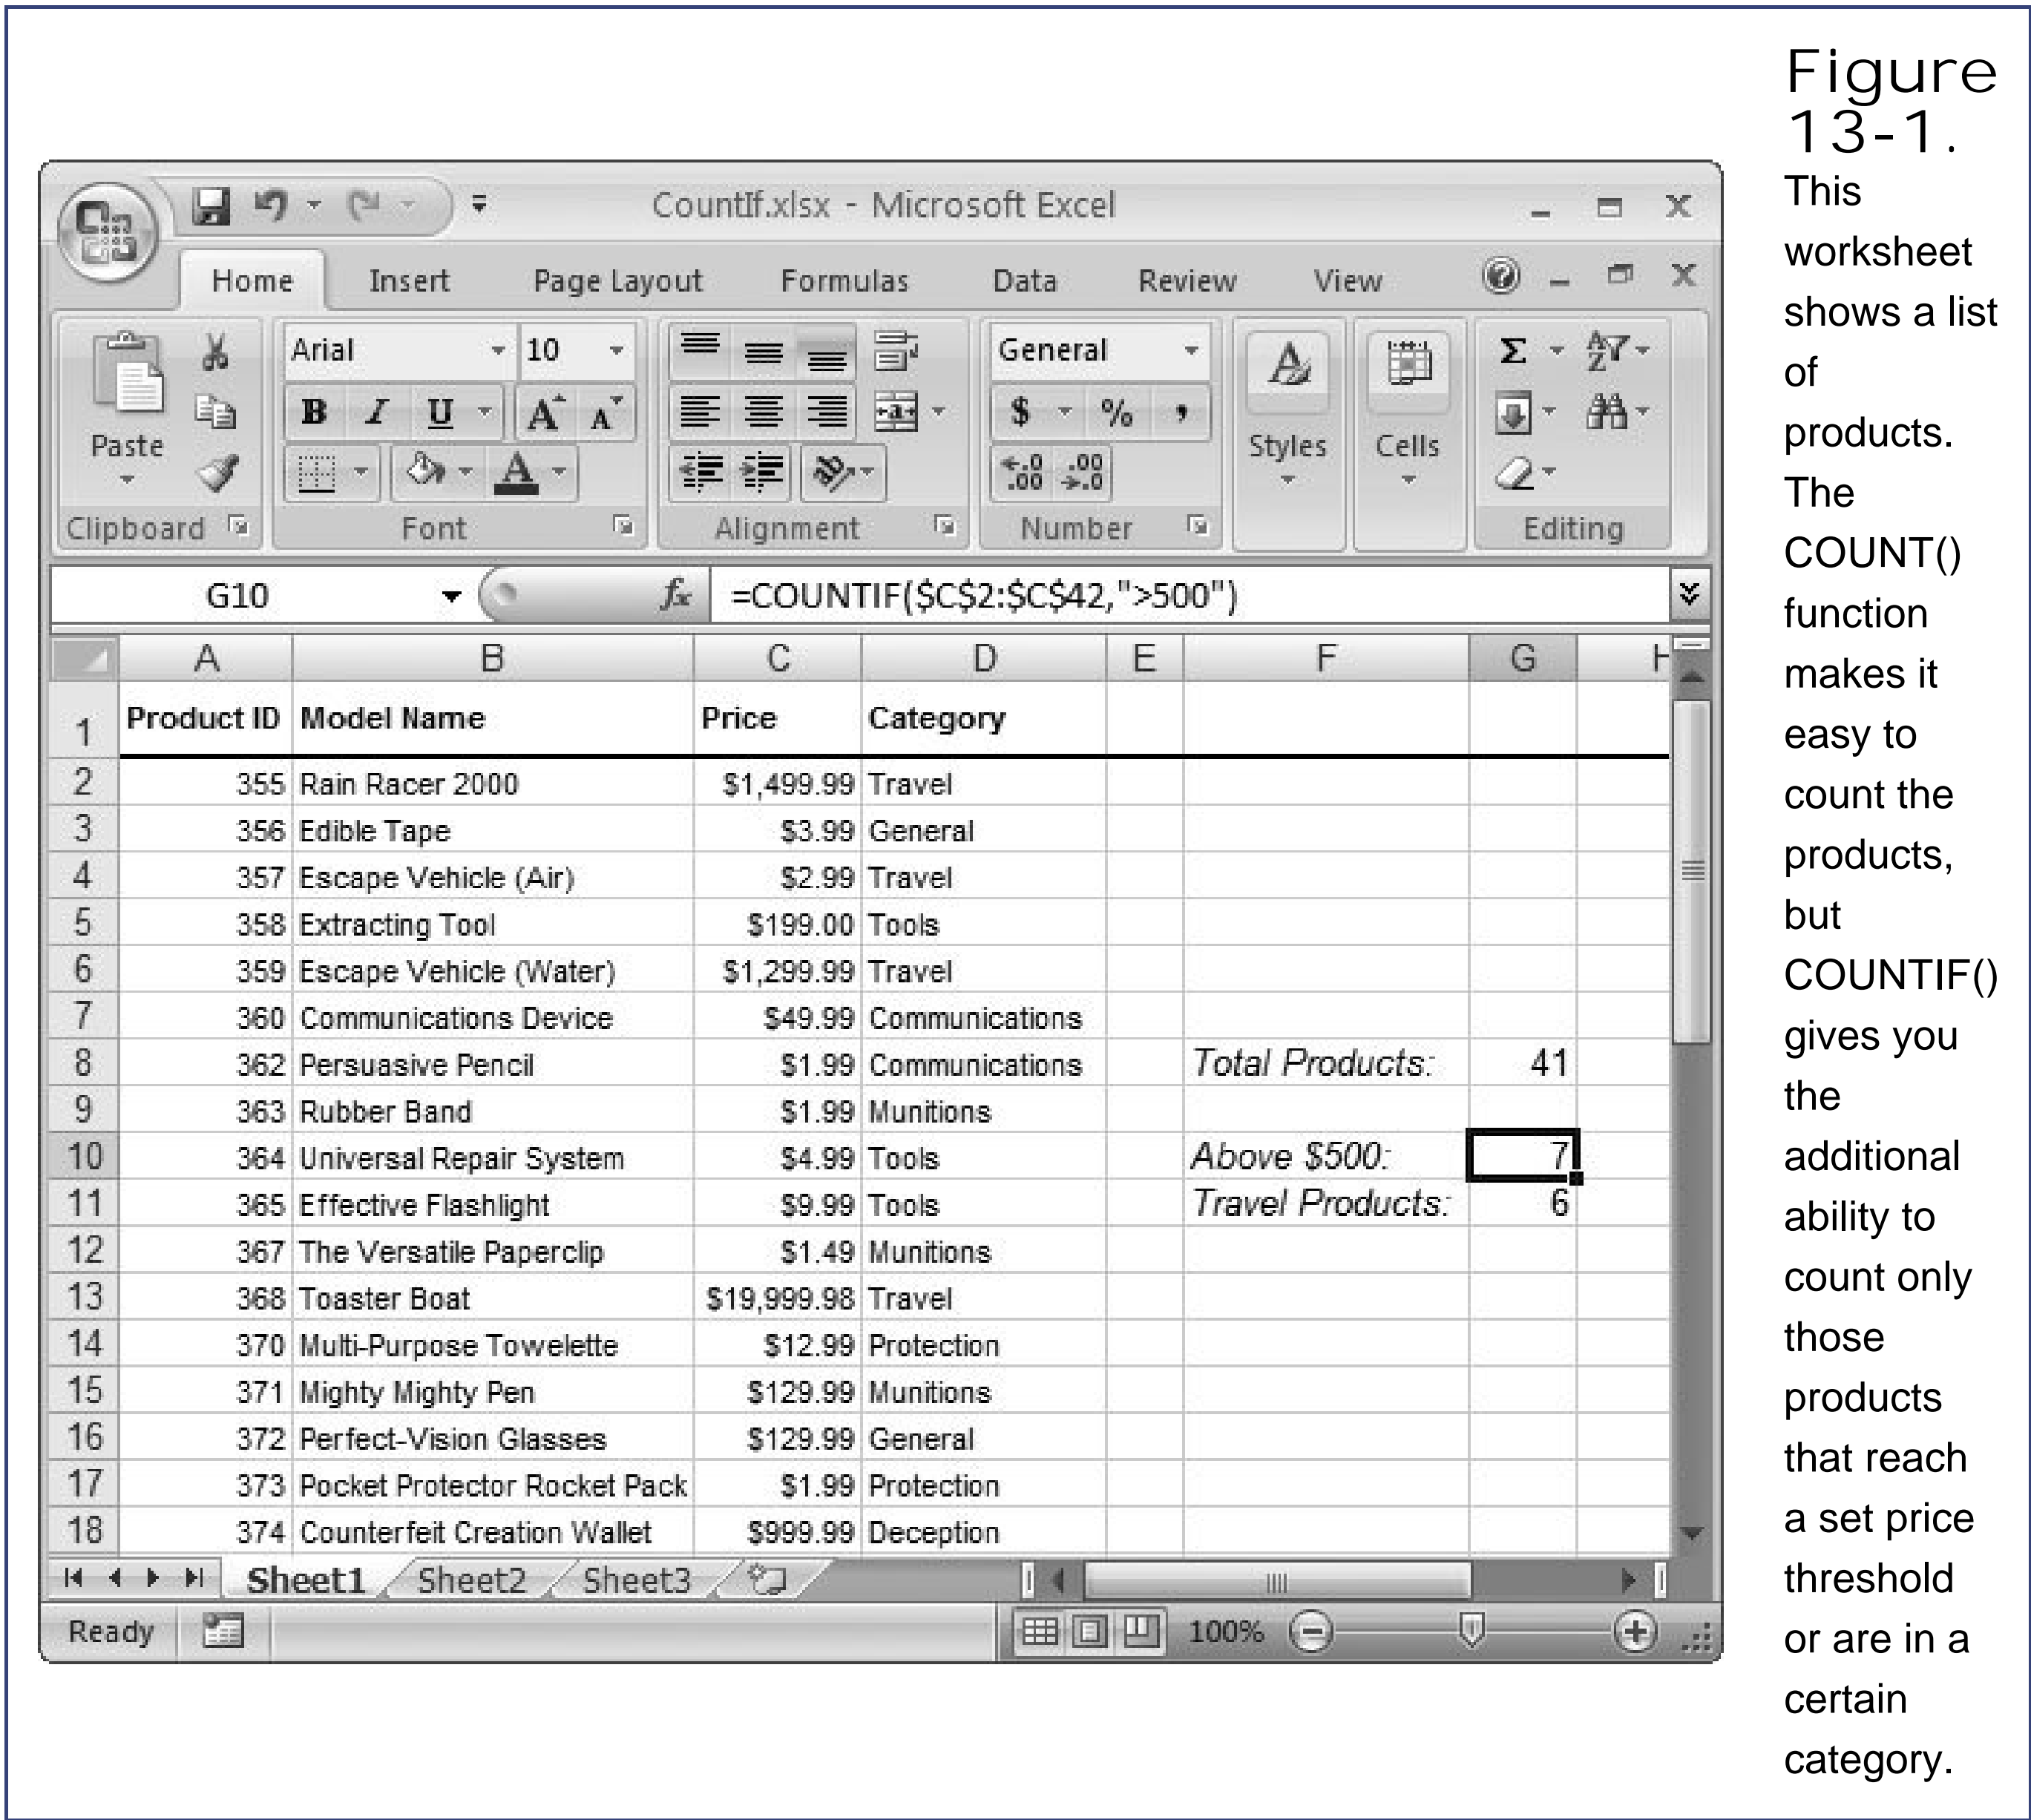 CountIf.xlsx - Microsoft Excel
Home Insert Page Layout Formulas Data Review View
Paste
Clipboard
Arial 10
B I U A A
A
Font
Alignment
General
$ % ,
.0 .00
.00 .0
Number
Styles
Cells
Σ
Editing
G10 fx =COUNTIF($C$2:$C$42,">500")
A B C D E F G H
1 Product ID Model Name Price Category
2 355 Rain Racer 2000 $1,499.99 Travel
3 356 Edible Tape $3.99 General
4 357 Escape Vehicle (Air) $2.99 Travel
5 358 Extracting Tool $199.00 Tools
6 359 Escape Vehicle (Water) $1,299.99 Travel
7 360 Communications Device $49.99 Communications
8 362 Persuasive Pencil $1.99 Communications Total Products: 41
9 363 Rubber Band $1.99 Munitions
10 364 Universal Repair System $4.99 Tools Above $500: 7
11 365 Effective Flashlight $9.99 Tools Travel Products: 6
12 367 The Versatile Paperclip $1.49 Munitions
13 368 Toaster Boat $19,999.98 Travel
14 370 Multi-Purpose Towelette $12.99 Protection
15 371 Mighty Mighty Pen $129.99 Munitions
16 372 Perfect-Vision Glasses $129.99 General
17 373 Pocket Protector Rocket Pack $1.99 Protection
18 374 Counterfeit Creation Wallet $999.99 Deception
Sheet1 Sheet2 Sheet3
Ready 100%
Figure
13-1.
This
worksheet
shows a list
of
products.
The
COUNT()
function
makes it
easy to
count the
products,
but
COUNTIF()
gives you
the
additional
ability to
count only
those
products
that reach
a set price
threshold
or are in a
certain
category.